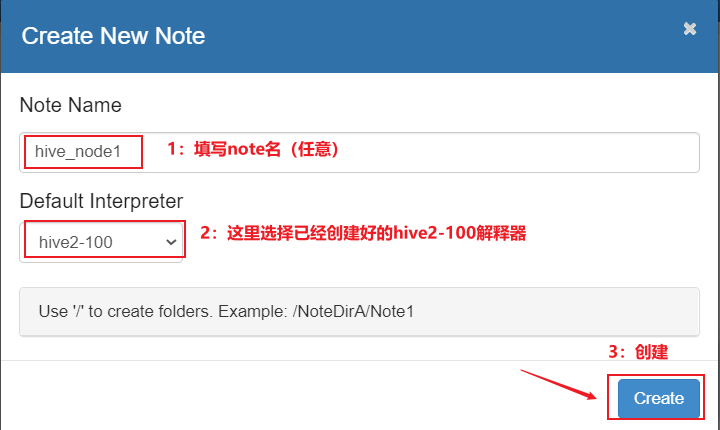 Create New Note
×
Note Name
hive_node1
1：填写note名（任意）
Default Interpreter
hive2-100
2：这里选择已经创建好的hive2-100解释器
Use '/' to create folders. Example: /NoteDirA/Note1
3：创建
Create